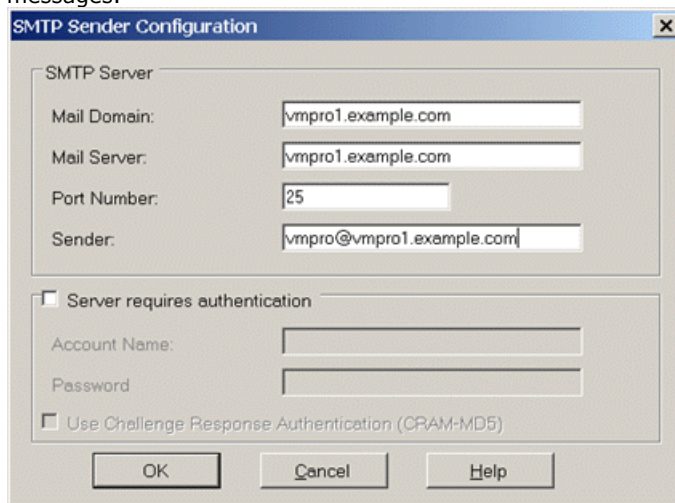 messages.
SMTP Sender Configuration
SMTP Server
Mail Domain: vmpro1.example.com
Mail Server: vmpro1.example.com
Port Number: 25
Sender: vmpro@vmpro1.example.com
Server requires authentication
Account Name:
Password
Use Challenge Response Authentication (CRAM-MD5)
OK Cancel Help